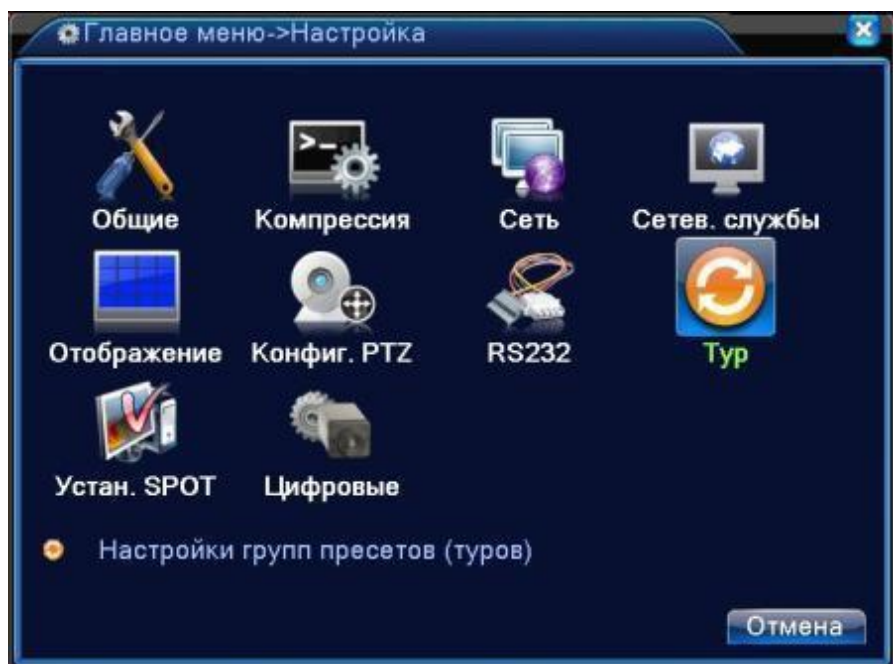 Главное меню->Настройка
Общие Компрессия Сеть Сетев. службы
Отображение Конфиг. PTZ RS232 Тур
Устан. SPOT Цифровые
Настройки групп пресетов (туров)
Отмена